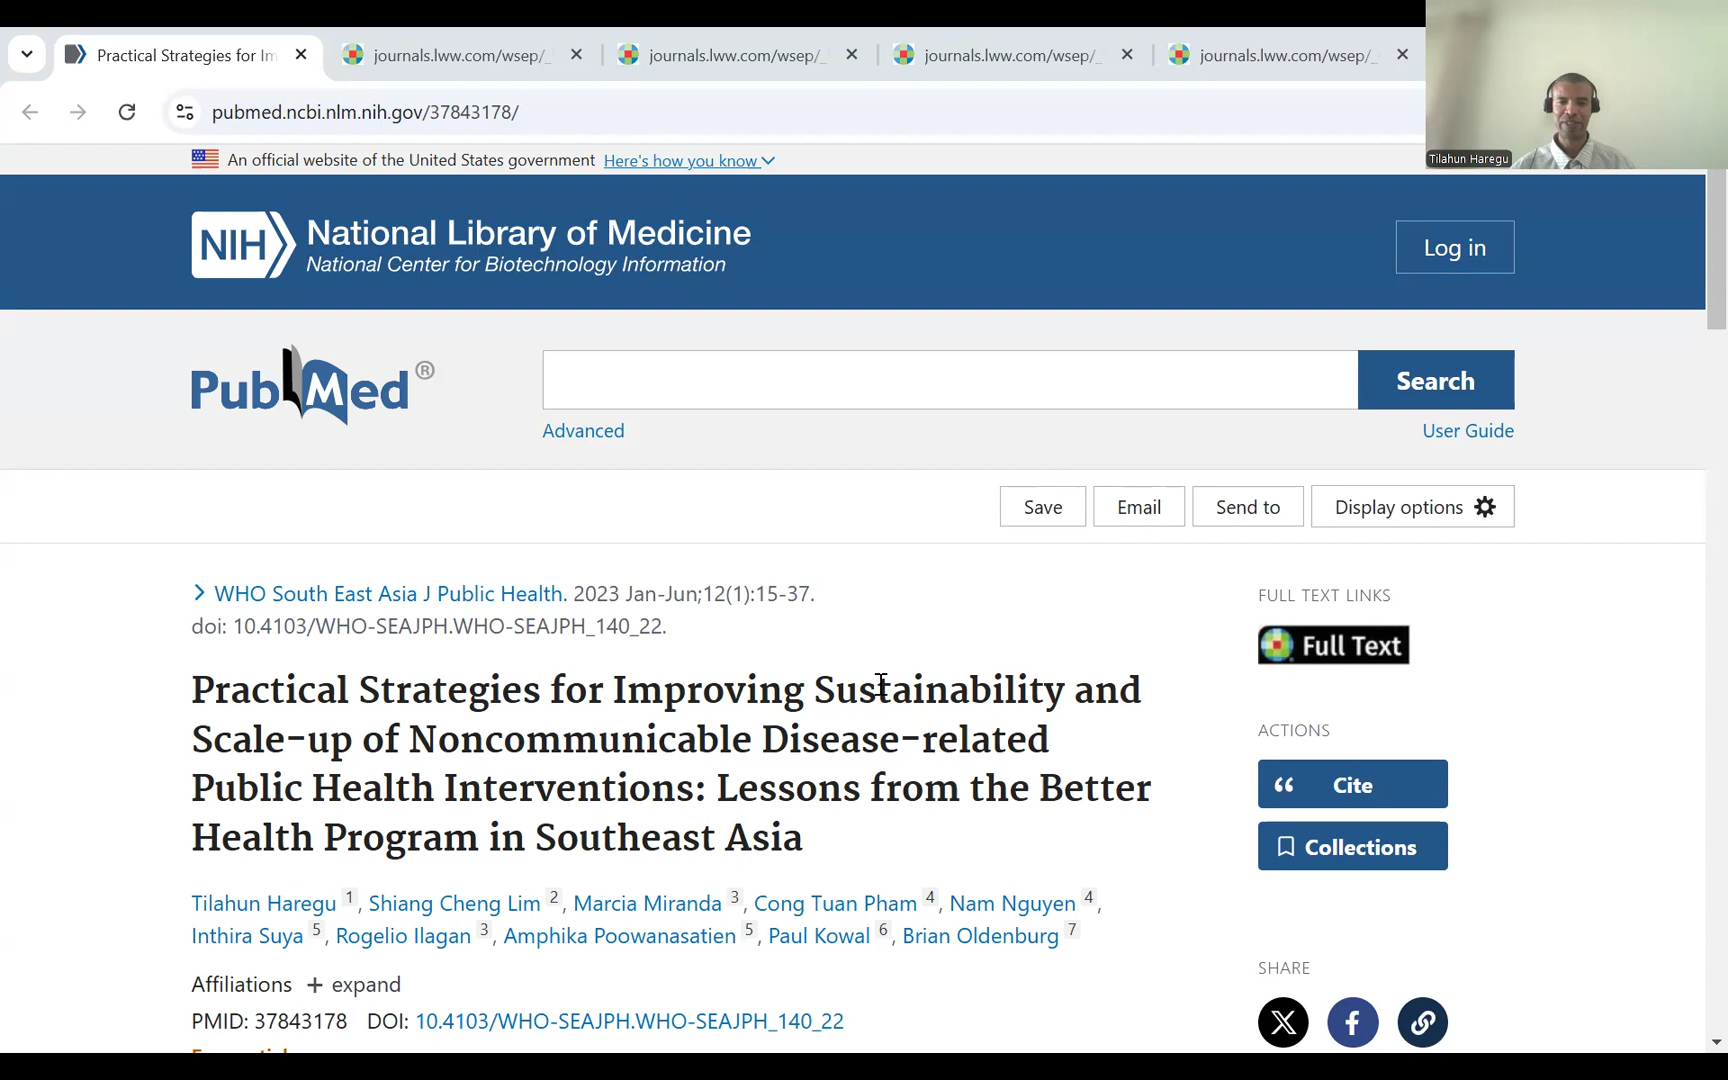 Practical Strategies for Im
journals.lww.com/wsep/_
journals.lww.com/wsep/_
journals.lww.com/wsep/_
journals.lww.com/wsep/_
pubmed.ncbi.nlm.nih.gov/37843178/
Tilahun Haregu
An official website of the United States government Here's how you know
NIH National Library of Medicine
National Center for Biotechnology Information
Log in
PubMed®
Search
Advanced
User Guide
Save
Email
Send to
Display options
WHO South East Asia J Public Health. 2023 Jan-Jun;12(1):15-37.
doi: 10.4103/WHO-SEAJPH.WHO-SEAJPH_140_22.
Practical Strategies for Improving Sustainability and
Scale-up of Noncommunicable Disease-related
Public Health Interventions: Lessons from the Better
Health Program in Southeast Asia
Tilahun Haregu 1, Shiang Cheng Lim 2, Marcia Miranda 3, Cong Tuan Pham 4, Nam Nguyen 4,
Inthira Suya 5, Rogelio Ilagan 3, Amphika Poowanasatien 5, Paul Kowal 6, Brian Oldenburg 7
Affiliations + expand
PMID: 37843178 DOI: 10.4103/WHO-SEAJPH.WHO-SEAJPH_140_22
FULL TEXT LINKS
Full Text
ACTIONS
Cite
Collections
SHARE